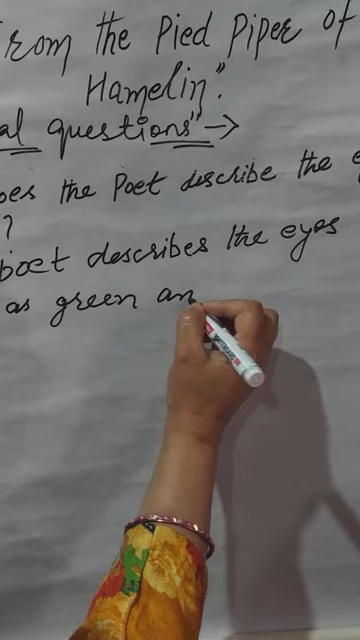 From the Pied Piper of
Hamelin".
al questions" →
oes the Poet describe the e
?
poet describes the eyes
as green an